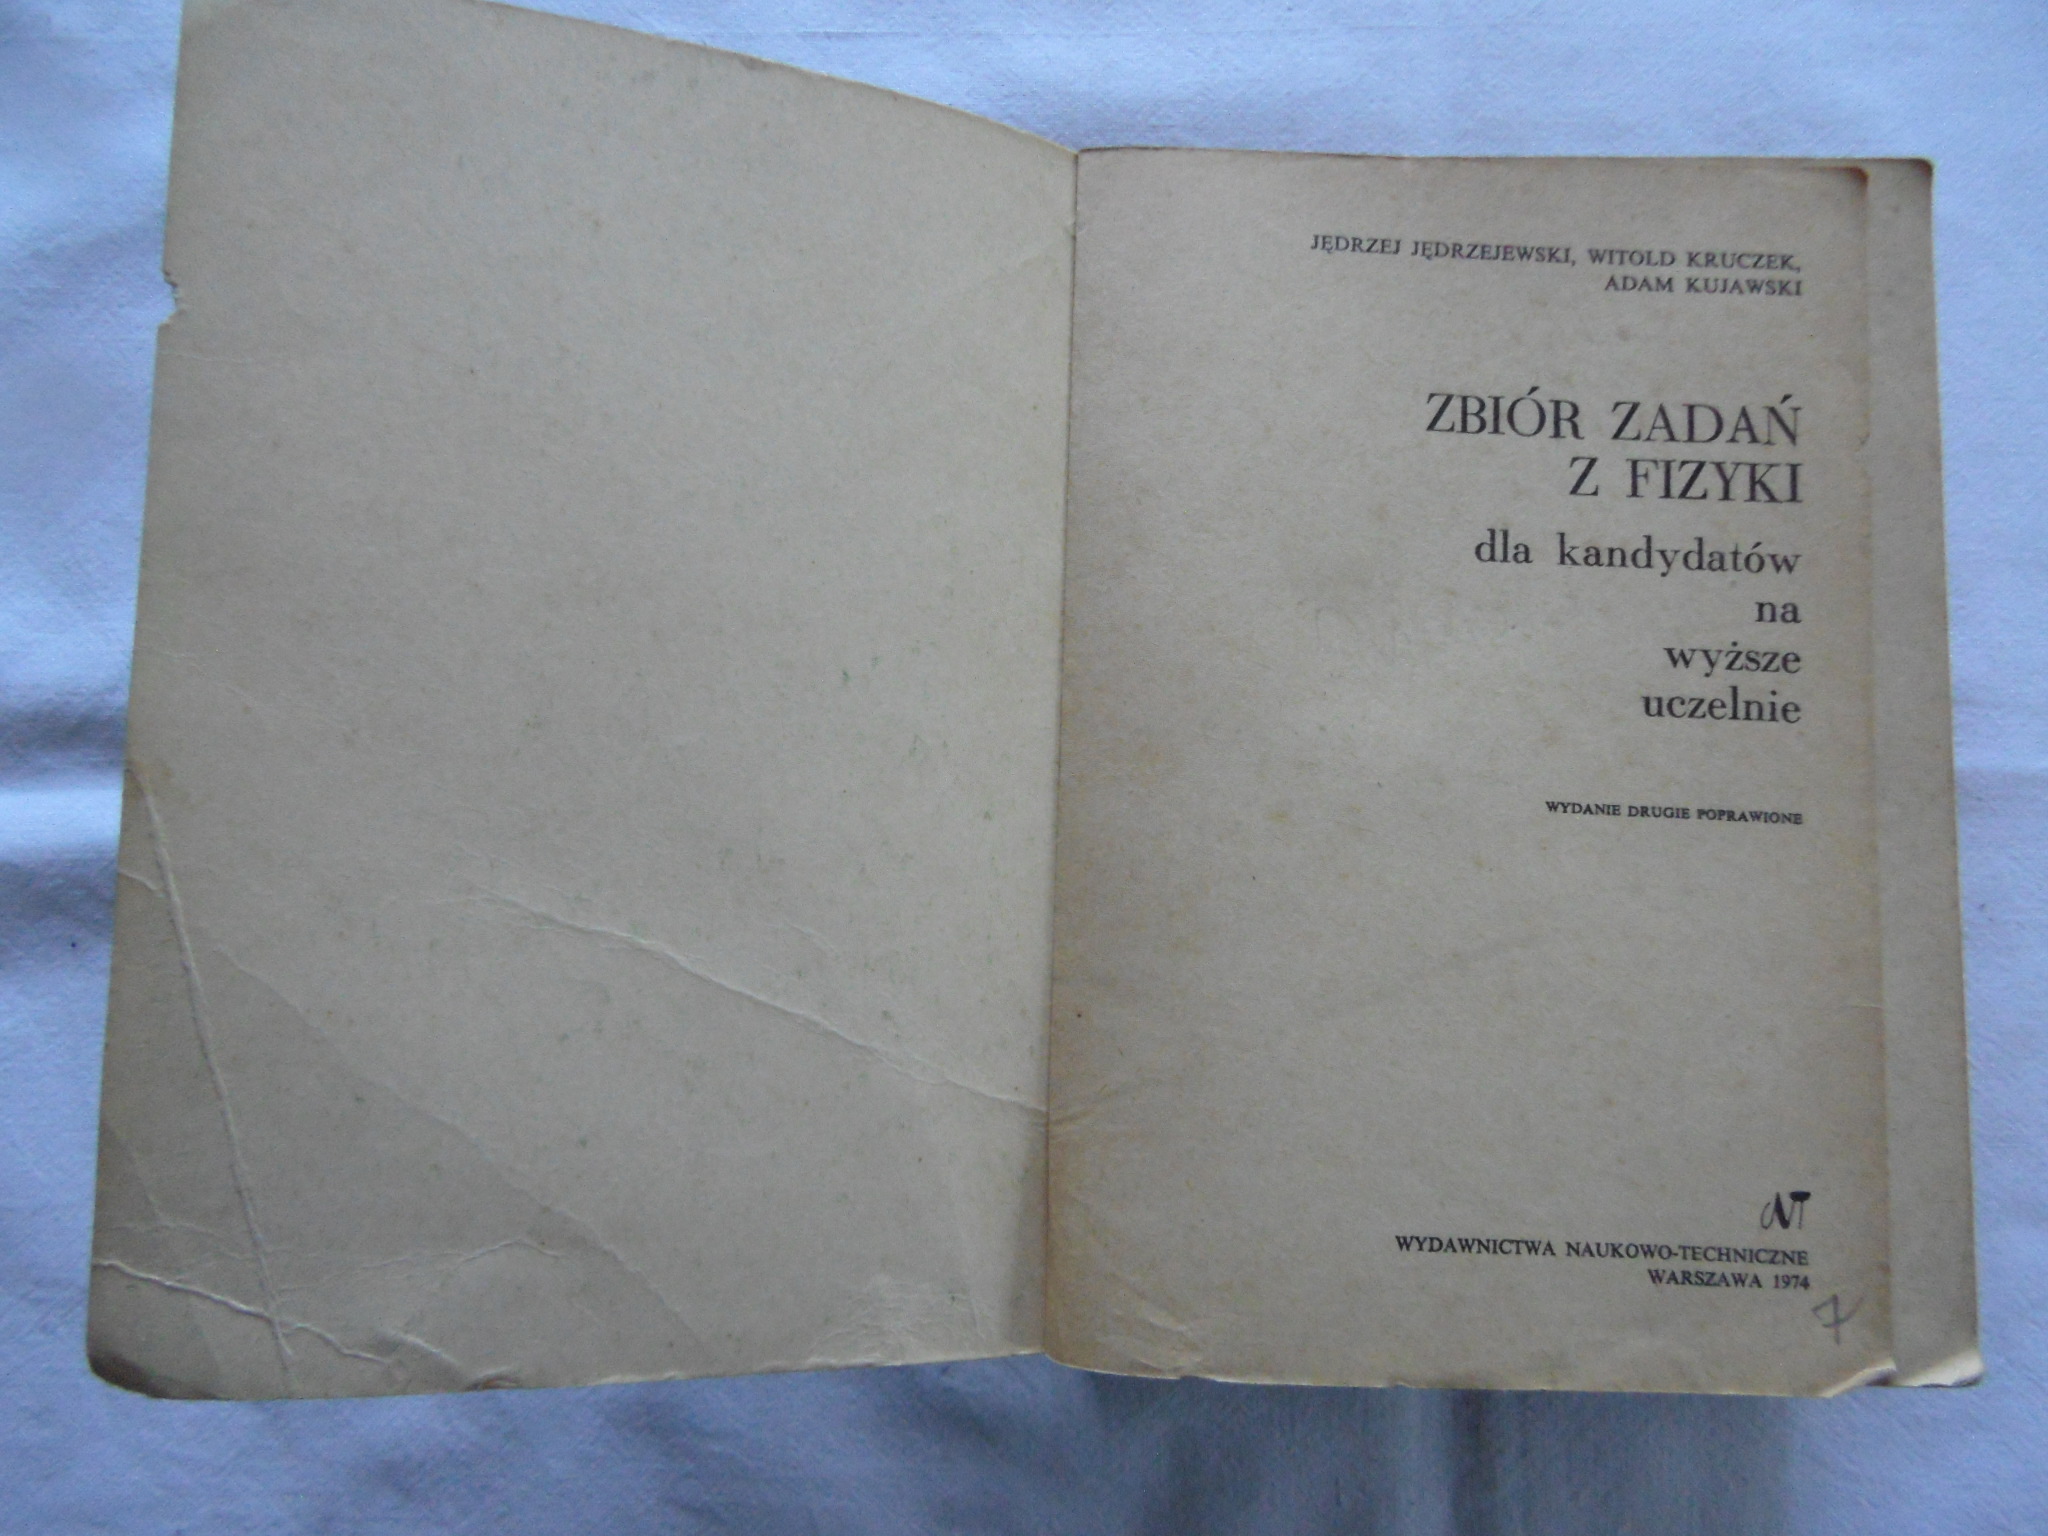 JĘDRZEJ JĘDRZEJEWSKI, WITOLD KRUCZEK,
ADAM KUJAWSKI
ZBIÓR ZADAŃ
Z FIZYKI
dla kandydatów
na
wyższe
uczelnie
WYDANIE DRUGIE POPRAWIONE
WNT
WYDAWNICTWA NAUKOWO-TECHNICZNE
WARSZAWA 1974
7